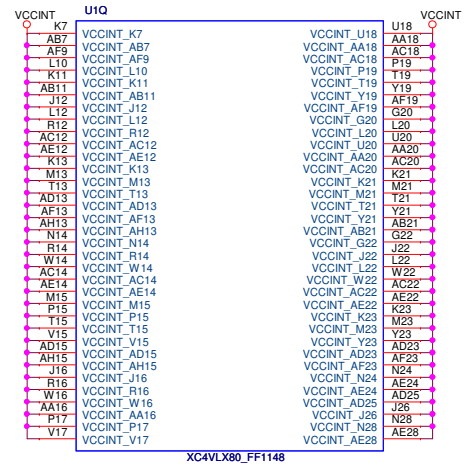 VCCINT U1Q VCCINT
K7 VCCINT_K7 VCCINT_U18 U18
AB7 VCCINT_AB7 VCCINT_AA18 AA18
AF9 VCCINT_AF9 VCCINT_AC18 AC18
L10 VCCINT_L10 VCCINT_P19 P19
K11 VCCINT_K11 VCCINT_T19 T19
AB11 VCCINT_AB11 VCCINT_Y19 Y19
J12 VCCINT_J12 VCCINT_AF19 AF19
L12 VCCINT_L12 VCCINT_G20 G20
R12 VCCINT_R12 VCCINT_L20 L20
AC12 VCCINT_AC12 VCCINT_U20 U20
AE12 VCCINT_AE12 VCCINT_AA20 AA20
K13 VCCINT_K13 VCCINT_AC20 AC20
M13 VCCINT_M13 VCCINT_K21 K21
T13 VCCINT_T13 VCCINT_M21 M21
AD13 VCCINT_AD13 VCCINT_T21 T21
AF13 VCCINT_AF13 VCCINT_Y21 Y21
AH13 VCCINT_AH13 VCCINT_AB21 AB21
N14 VCCINT_N14 VCCINT_G22 G22
R14 VCCINT_R14 VCCINT_J22 J22
W14 VCCINT_W14 VCCINT_L22 L22
AC14 VCCINT_AC14 VCCINT_W22 W22
AE14 VCCINT_AE14 VCCINT_AC22 AC22
M15 VCCINT_M15 VCCINT_AE22 AE22
P15 VCCINT_P15 VCCINT_K23 K23
T15 VCCINT_T15 VCCINT_M23 M23
V15 VCCINT_V15 VCCINT_Y23 Y23
AD15 VCCINT_AD15 VCCINT_AD23 AD23
AH15 VCCINT_AH15 VCCINT_AF23 AF23
J16 VCCINT_J16 VCCINT_N24 N24
R16 VCCINT_R16 VCCINT_AE24 AE24
W16 VCCINT_W16 VCCINT_AD25 AD25
AA16 VCCINT_AA16 VCCINT_J26 J26
P17 VCCINT_P17 VCCINT_N28 N28
V17 VCCINT_V17 VCCINT_AE28 AE28
XC4VLX80_FF1148